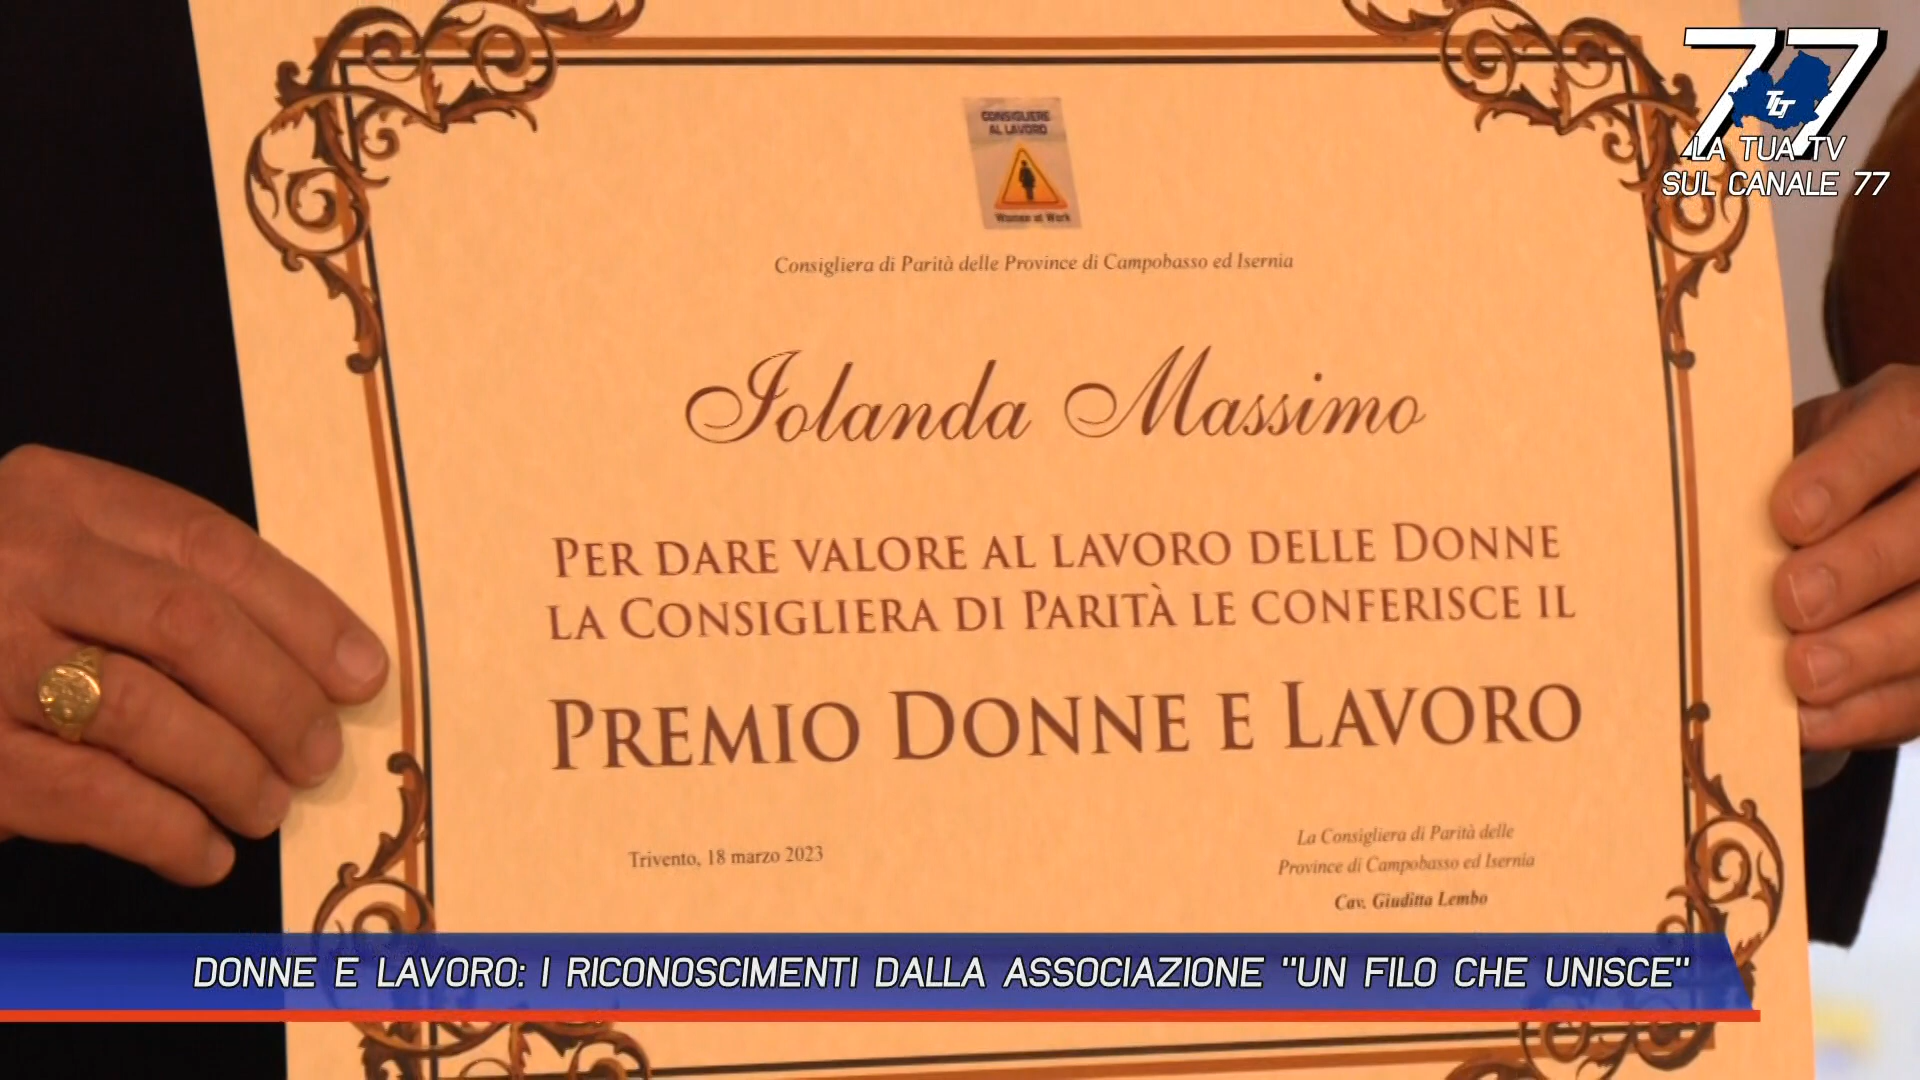 77
TLT
LA TUA TV
SUL CANALE 77
CONSIGLIERE
AL LAVORO
Women at Work
Consigliera di Parità delle Province di Campobasso ed Isernia
Iolanda Massimo
PER DARE VALORE AL LAVORO DELLE DONNE
LA CONSIGLIERA DI PARITÀ LE CONFERISCE IL
PREMIO DONNE E LAVORO
Trivento, 18 marzo 2023
La Consigliera di Parità delle
Province di Campobasso ed Isernia
Cav. Giuditta Lembo
DONNE E LAVORO: I RICONOSCIMENTI DALLA ASSOCIAZIONE "UN FILO CHE UNISCE"